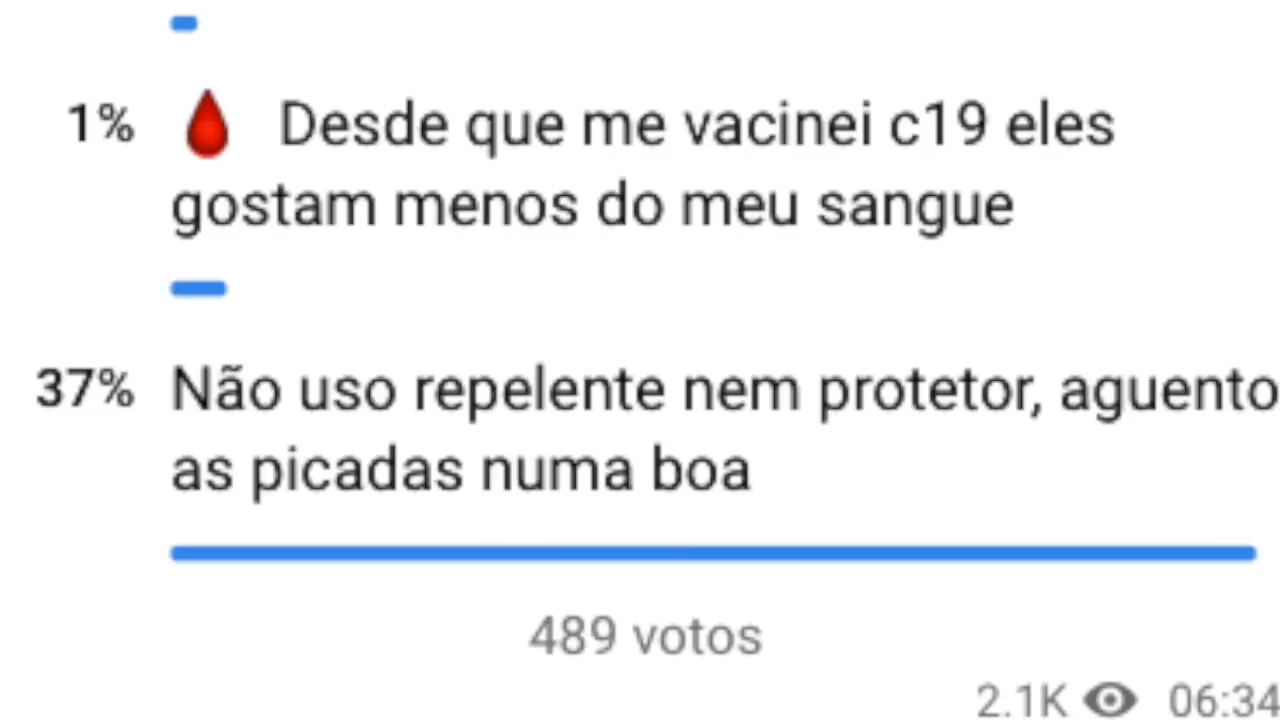 1% 🩸 Desde que me vacinei c19 eles
gostam menos do meu sangue
37% Não uso repelente nem protetor, aguento
as picadas numa boa
489 votos
2.1K 06:34